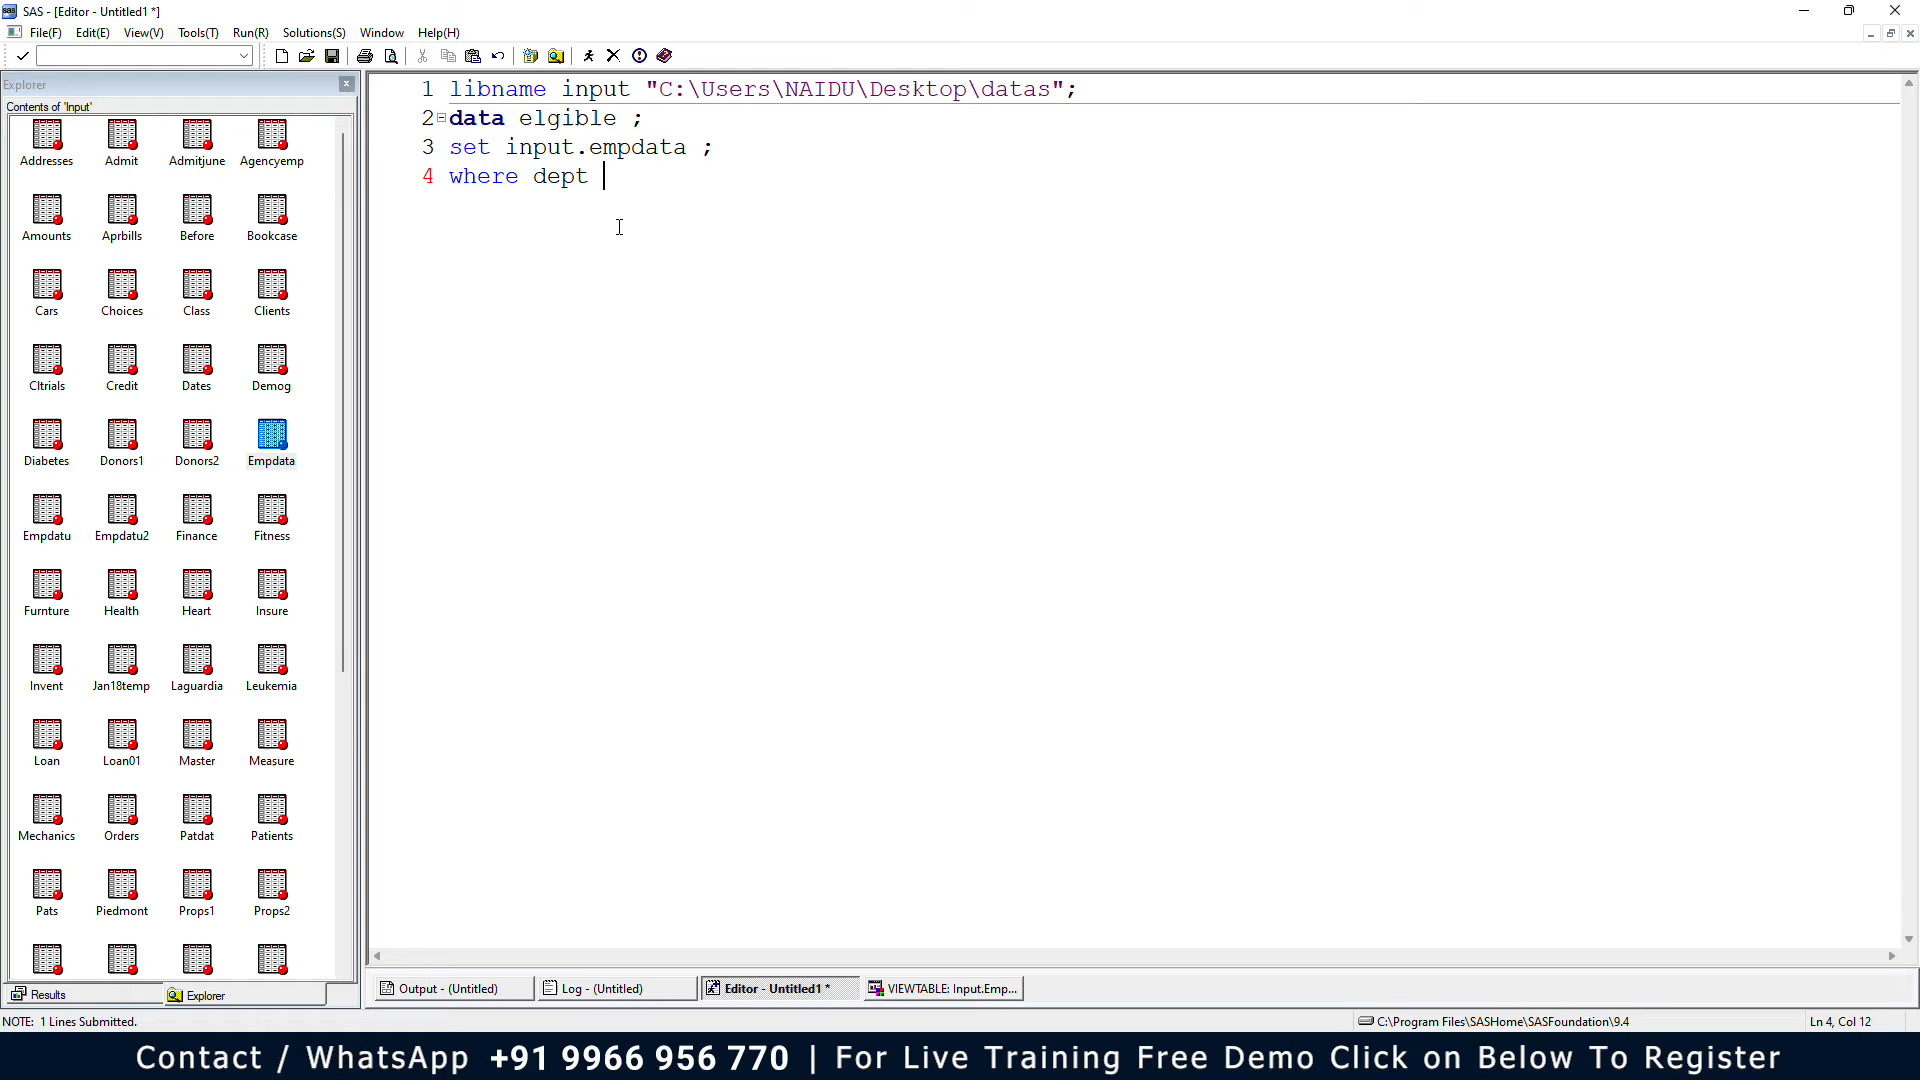 SAS - [Editor - Untitled1 *]
File(F) Edit(E) View(V) Tools(T) Run(R) Solutions(S) Window Help(H)
Explorer
Contents of 'Input'
Addresses Admit Admitjune Agencyemp
Amounts Aprbills Before Bookcase
Cars Choices Class Clients
Cltrials Credit Dates Demog
Diabetes Donors1 Donors2 Empdata
Empdatu Empdatu2 Finance Fitness
Furnture Health Heart Insure
Invent Jan18temp Laguardia Leukemia
Loan Loan01 Master Measure
Mechanics Orders Patdat Patients
Pats Piedmont Props1 Props2
Results Explorer
1 libname input "C:\Users\NAIDU\Desktop\datas";
2 data elgible ;
3 set input.empdata ;
4 where dept
Output - (Untitled) Log - (Untitled) Editor - Untitled1 * VIEWTABLE: Input.Emp...
NOTE: 1 Lines Submitted. C:\Program Files\SASHome\SASFoundation\9.4 Ln 4, Col 12
Contact / WhatsApp +91 9966 956 770 | For Live Training Free Demo Click on Below To Register